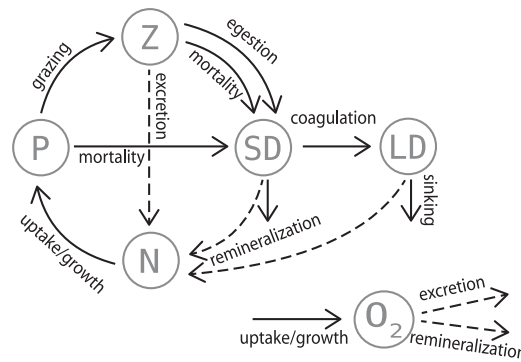 Z
egestion
grazing
mortality
excretion
coagulation
P
mortality
SD
LD
sinking
uptake/growth
N
remineralization
excretion
uptake/growth
O2
remineralization